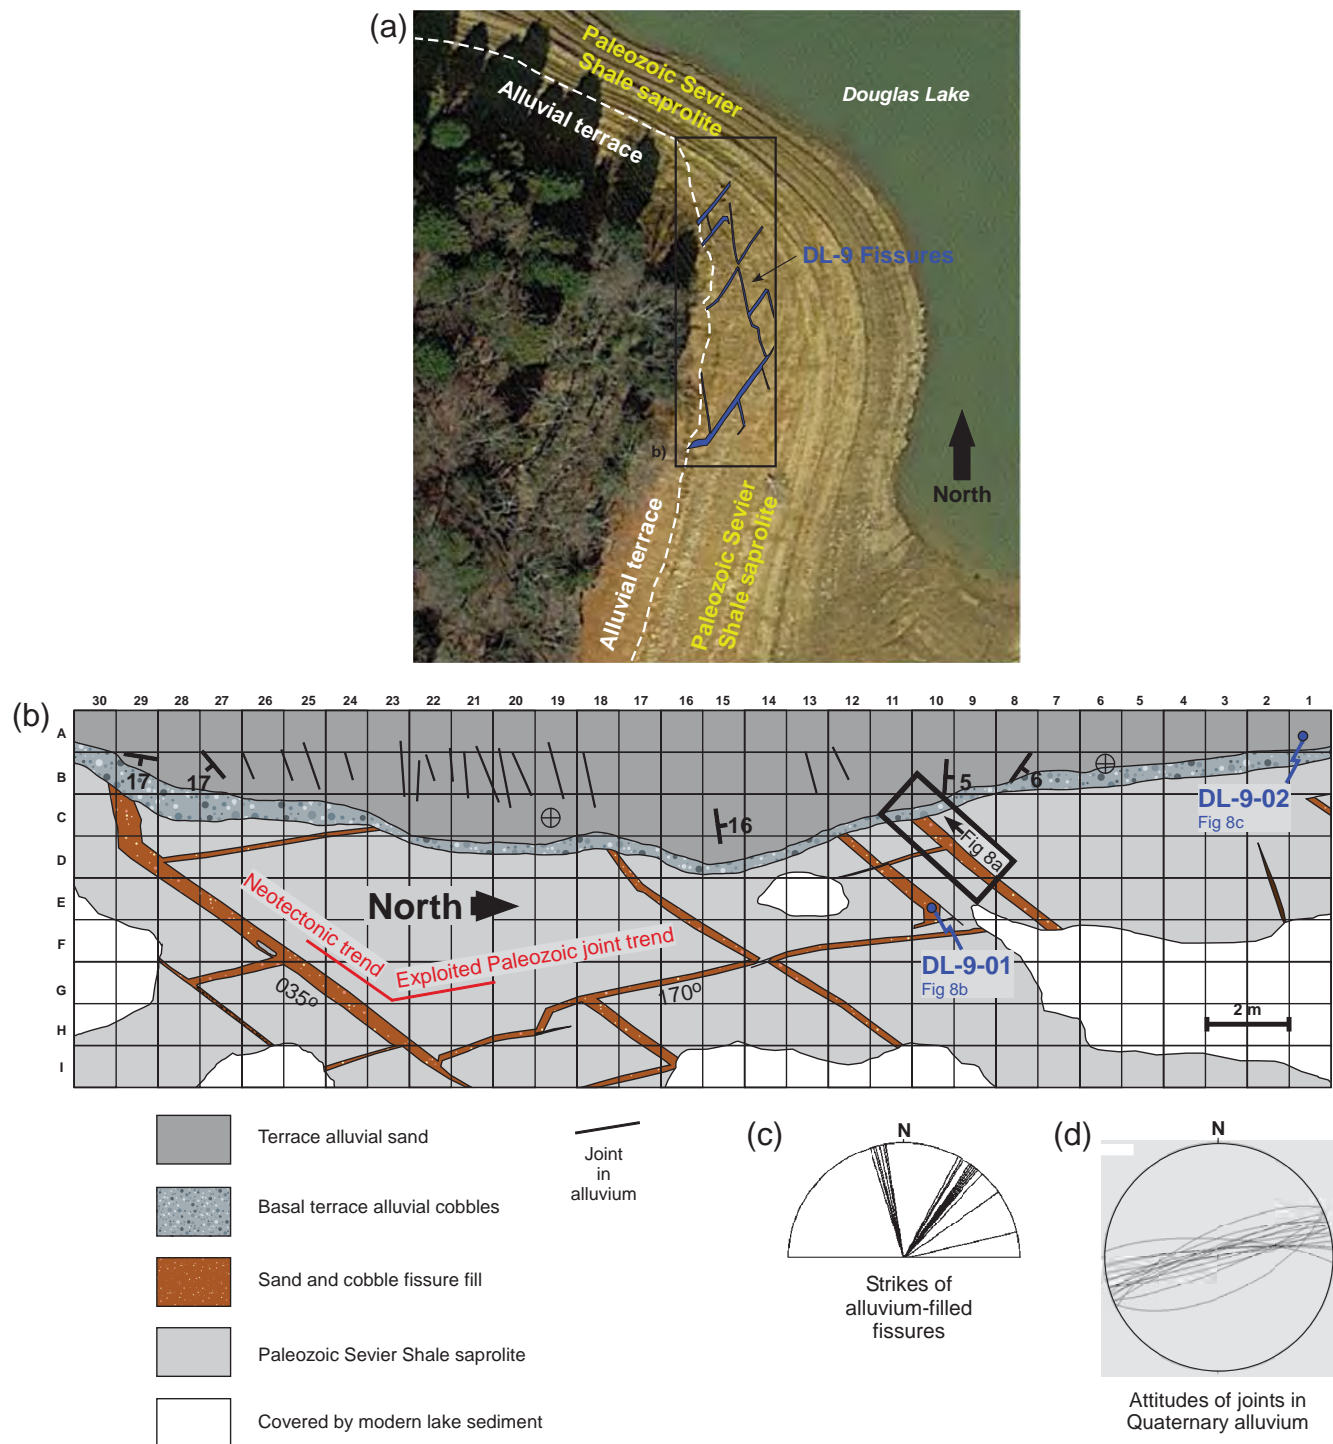 (a)
Paleozoic Sevier
Shale saprolite
Douglas Lake
Alluvial terrace
DL-9 Fissures
b)
North
Alluvial terrace
Paleozoic Sevier
Shale saprolite
(b)
30 29 28 27 26 25 24 23 22 21 20 19 18 16 15 14 13 12 11 10 9 8 7 6 5 4 3 2 1
A
B
C
D
E
F
G
H
I
17
17
16
5
6
DL-9-02
Fig 8c
Fig 8a
North
Neotectonic trend
Exploited Paleozoic joint trend
DL-9-01
Fig 8b
035º
170º
2 m
Terrace alluvial sand
Basal terrace alluvial cobbles
Sand and cobble fissure fill
Paleozoic Sevier Shale saprolite
Covered by modern lake sediment
Joint
in
alluvium
(c)
N
Strikes of
alluvium-filled
fissures
(d)
N
Attitudes of joints in
Quaternary alluvium